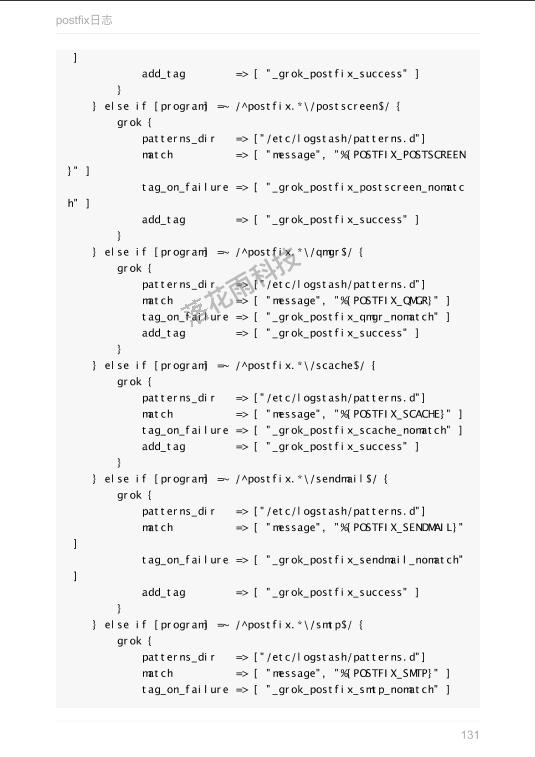 postfix日志
]
add_tag => [ "_grok_postfix_success" ]
}
} else if [program] =~ /^postfix.*\/postscreen$/ {
grok {
patterns_dir => ["/etc/logstash/patterns.d"]
match => [ "message", "%{POSTFIX_POSTSCREEN
}" ]
tag_on_failure => [ "_grok_postfix_postscreen_nomatc
h" ]
add_tag => [ "_grok_postfix_success" ]
}
} else if [program] =~ /^postfix.*\/qmgr$/ {
grok {
patterns_dir => ["/etc/logstash/patterns.d"]
match => [ "message", "%{POSTFIX_QMGR}" ]
tag_on_failure => [ "_grok_postfix_qmgr_nomatch" ]
add_tag => [ "_grok_postfix_success" ]
}
落花雨科技
} else if [program] =~ /^postfix.*\/scache$/ {
grok {
patterns_dir => ["/etc/logstash/patterns.d"]
match => [ "message", "%{POSTFIX_SCACHE}" ]
tag_on_failure => [ "_grok_postfix_scache_nomatch" ]
add_tag => [ "_grok_postfix_success" ]
}
} else if [program] =~ /^postfix.*\/sendmail$/ {
grok {
patterns_dir => ["/etc/logstash/patterns.d"]
match => [ "message", "%{POSTFIX_SENDMAIL}"
]
tag_on_failure => [ "_grok_postfix_sendmail_nomatch"
]
add_tag => [ "_grok_postfix_success" ]
}
} else if [program] =~ /^postfix.*\/smtp$/ {
grok {
patterns_dir => ["/etc/logstash/patterns.d"]
match => [ "message", "%{POSTFIX_SMTP}" ]
tag_on_failure => [ "_grok_postfix_smtp_nomatch" ]
131